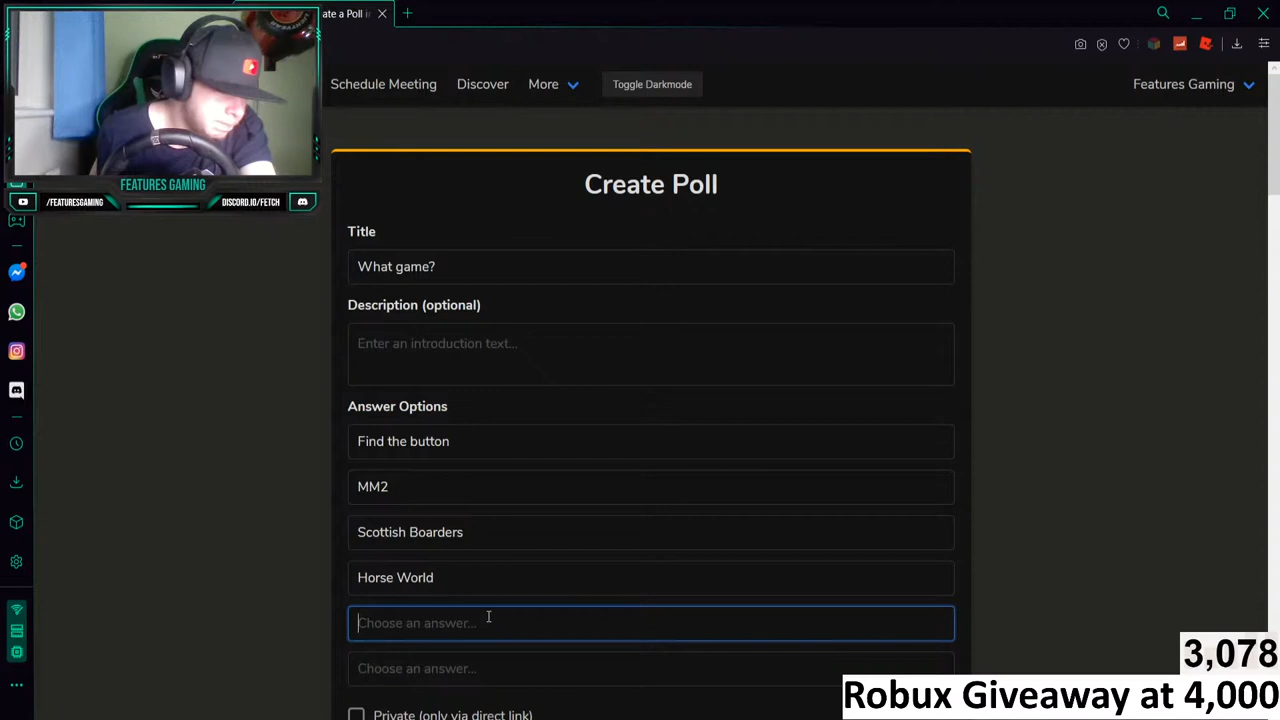 ate a Poll i
Schedule Meeting
Discover
More
Toggle Darkmode
Features Gaming
FEATURES GAMING
/FEATURESGAMING
DISCORD.IO/FETCH
Create Poll
Title
What game?
Description (optional)
Enter an introduction text...
Answer Options
Find the button
MM2
Scottish Boarders
Horse World
Choose an answer...
Choose an answer...
Private (only via direct link)
3,078
Robux Giveaway at 4,000